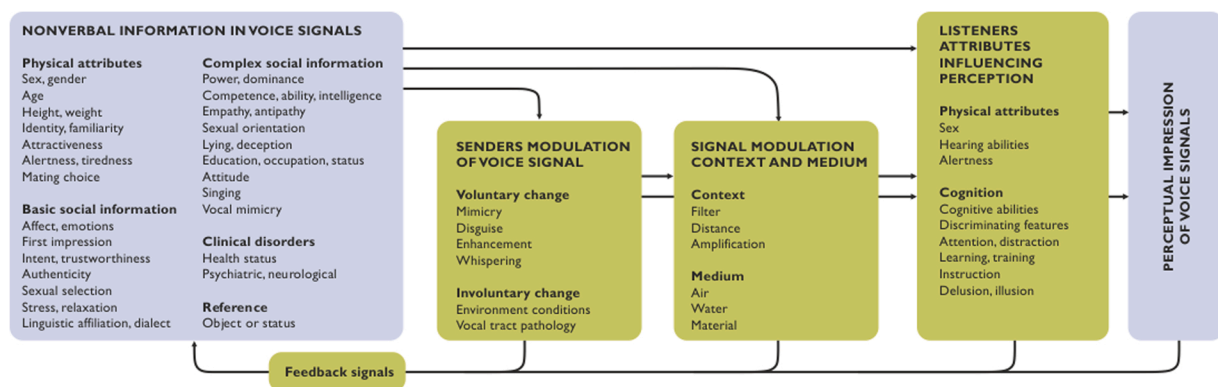 NONVERBAL INFORMATION IN VOICE SIGNALS
Physical attributes
Sex, gender
Age
Height, weight
Identity, familiarity
Attractiveness
Alertness, tiredness
Mating choice
Basic social information
Affect, emotions
First impression
Intent, trustworthiness
Authenticity
Sexual selection
Stress, relaxation
Linguistic affiliation, dialect
Complex social information
Power, dominance
Competence, ability, intelligence
Empathy, antipathy
Sexual orientation
Lying, deception
Education, occupation, status
Attitude
Singing
Vocal mimicry
Clinical disorders
Health status
Psychiatric, neurological
Reference
Object or status
SENDERS MODULATION
OF VOICE SIGNAL
Voluntary change
Mimicry
Disguise
Enhancement
Whispering
Involuntary change
Environment conditions
Vocal tract pathology
SIGNAL MODULATION
CONTEXT AND MEDIUM
Context
Filter
Distance
Amplification
Medium
Air
Water
Material
LISTENERS
ATTRIBUTES
INFLUENCING
PERCEPTION
Physical attributes
Sex
Hearing abilities
Alertness
Cognition
Cognitive abilities
Discriminating features
Attention, distraction
Learning, training
Instruction
Delusion, illusion
PERCEPTUAL IMPRESSION
OF VOICE SIGNALS
Feedback signals